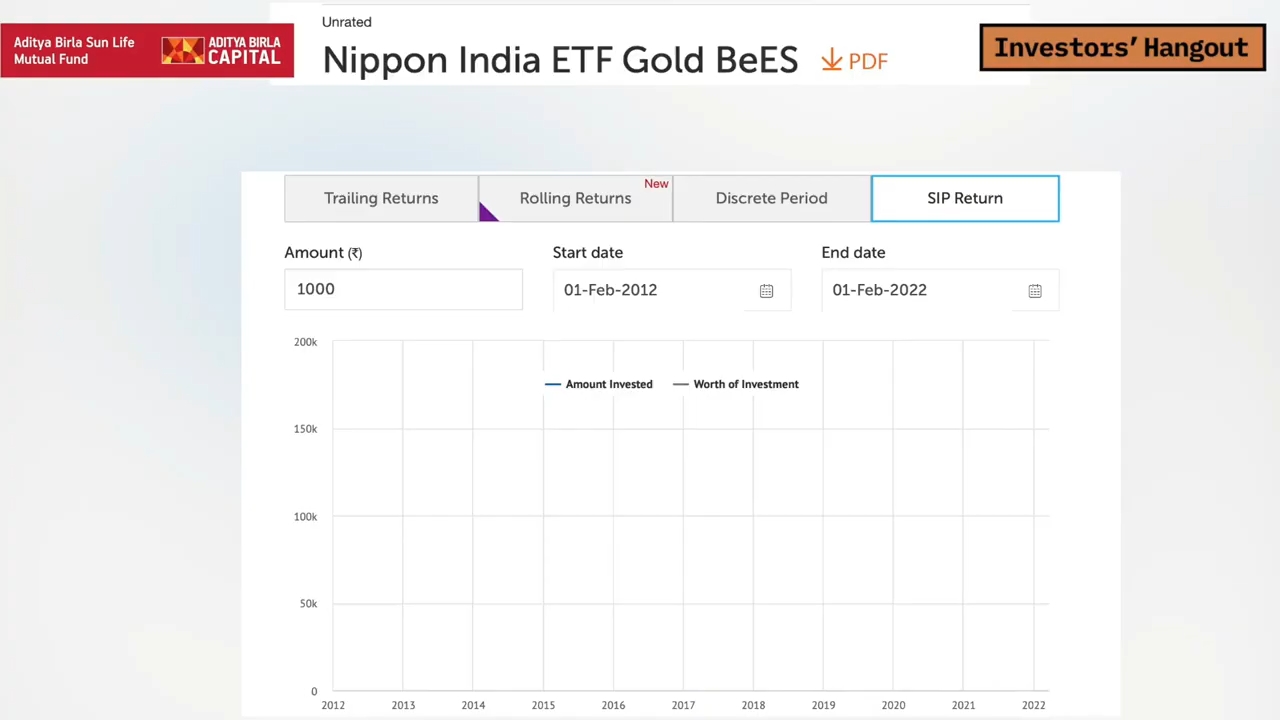 Aditya Birla Sun Life
Mutual Fund
ADITYA BIRLA
CAPITAL
Unrated
Nippon India ETF Gold BeES
PDF
Investors' Hangout
Trailing Returns
Rolling Returns
New
Discrete Period
SIP Return
Amount (₹)
Start date
End date
1000
01-Feb-2012
01-Feb-2022
200k
Amount Invested
Worth of Investment
150k
100k
50k
0
2012 2013 2014 2015 2016 2017 2018 2019 2020 2021 2022